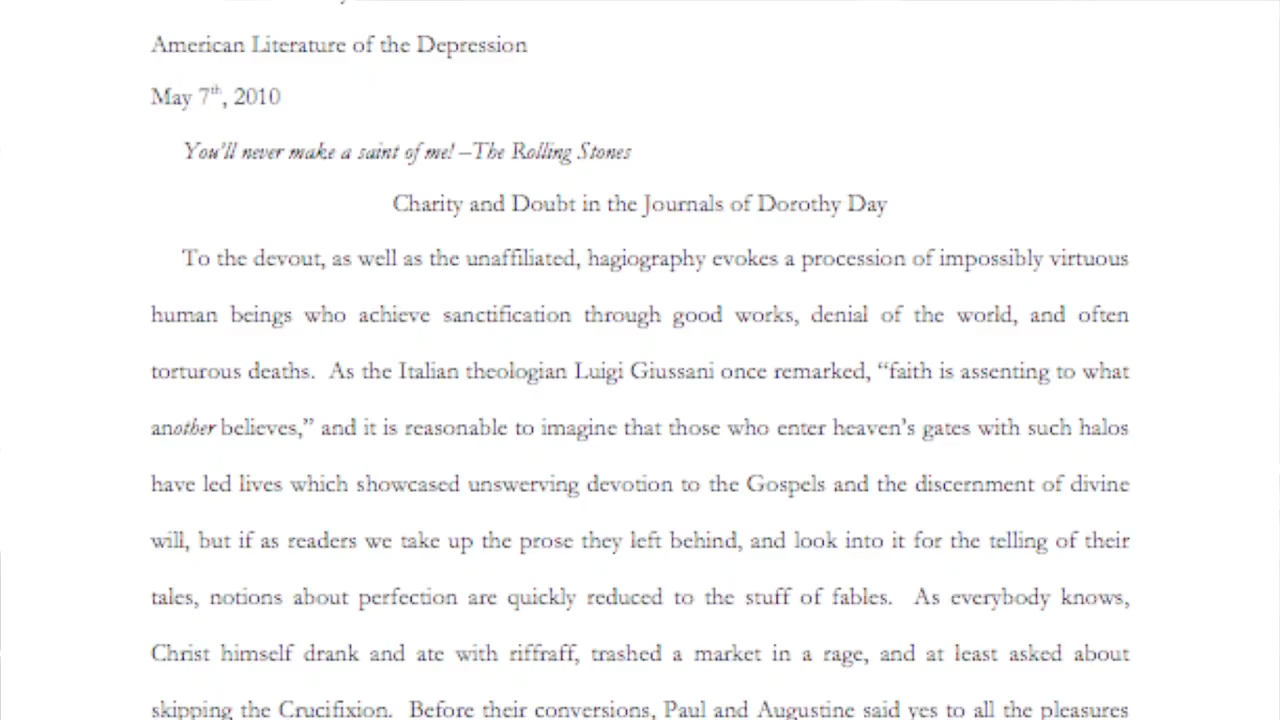 American Literature of the Depression
May 7th, 2010
You'll never make a saint of me! –The Rolling Stones
Charity and Doubt in the Journals of Dorothy Day
To the devout, as well as the unaffiliated, hagiography evokes a procession of impossibly virtuous
human beings who achieve sanctification through good works, denial of the world, and often
torturous deaths. As the Italian theologian Luigi Giussani once remarked, “faith is assenting to what
another believes,” and it is reasonable to imagine that those who enter heaven’s gates with such halos
have led lives which showcased unswerving devotion to the Gospels and the discernment of divine
will, but if as readers we take up the prose they left behind, and look into it for the telling of their
tales, notions about perfection are quickly reduced to the stuff of fables. As everybody knows,
Christ himself drank and ate with riffraff, trashed a market in a rage, and at least asked about
skipping the Crucifixion. Before their conversions, Paul and Augustine said yes to all the pleasures